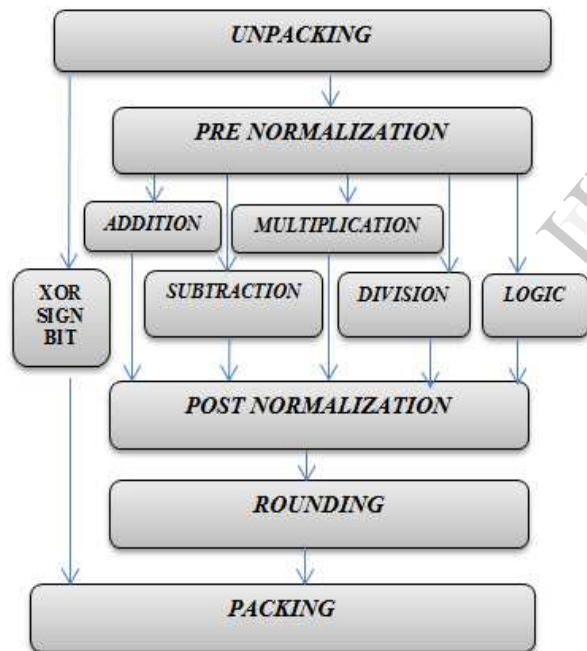 UNPACKING
PRE NORMALIZATION
ADDITION
MULTIPLICATION
XOR
SIGN
BIT
SUBTRACTION
DIVISION
LOGIC
POST NORMALIZATION
ROUNDING
PACKING